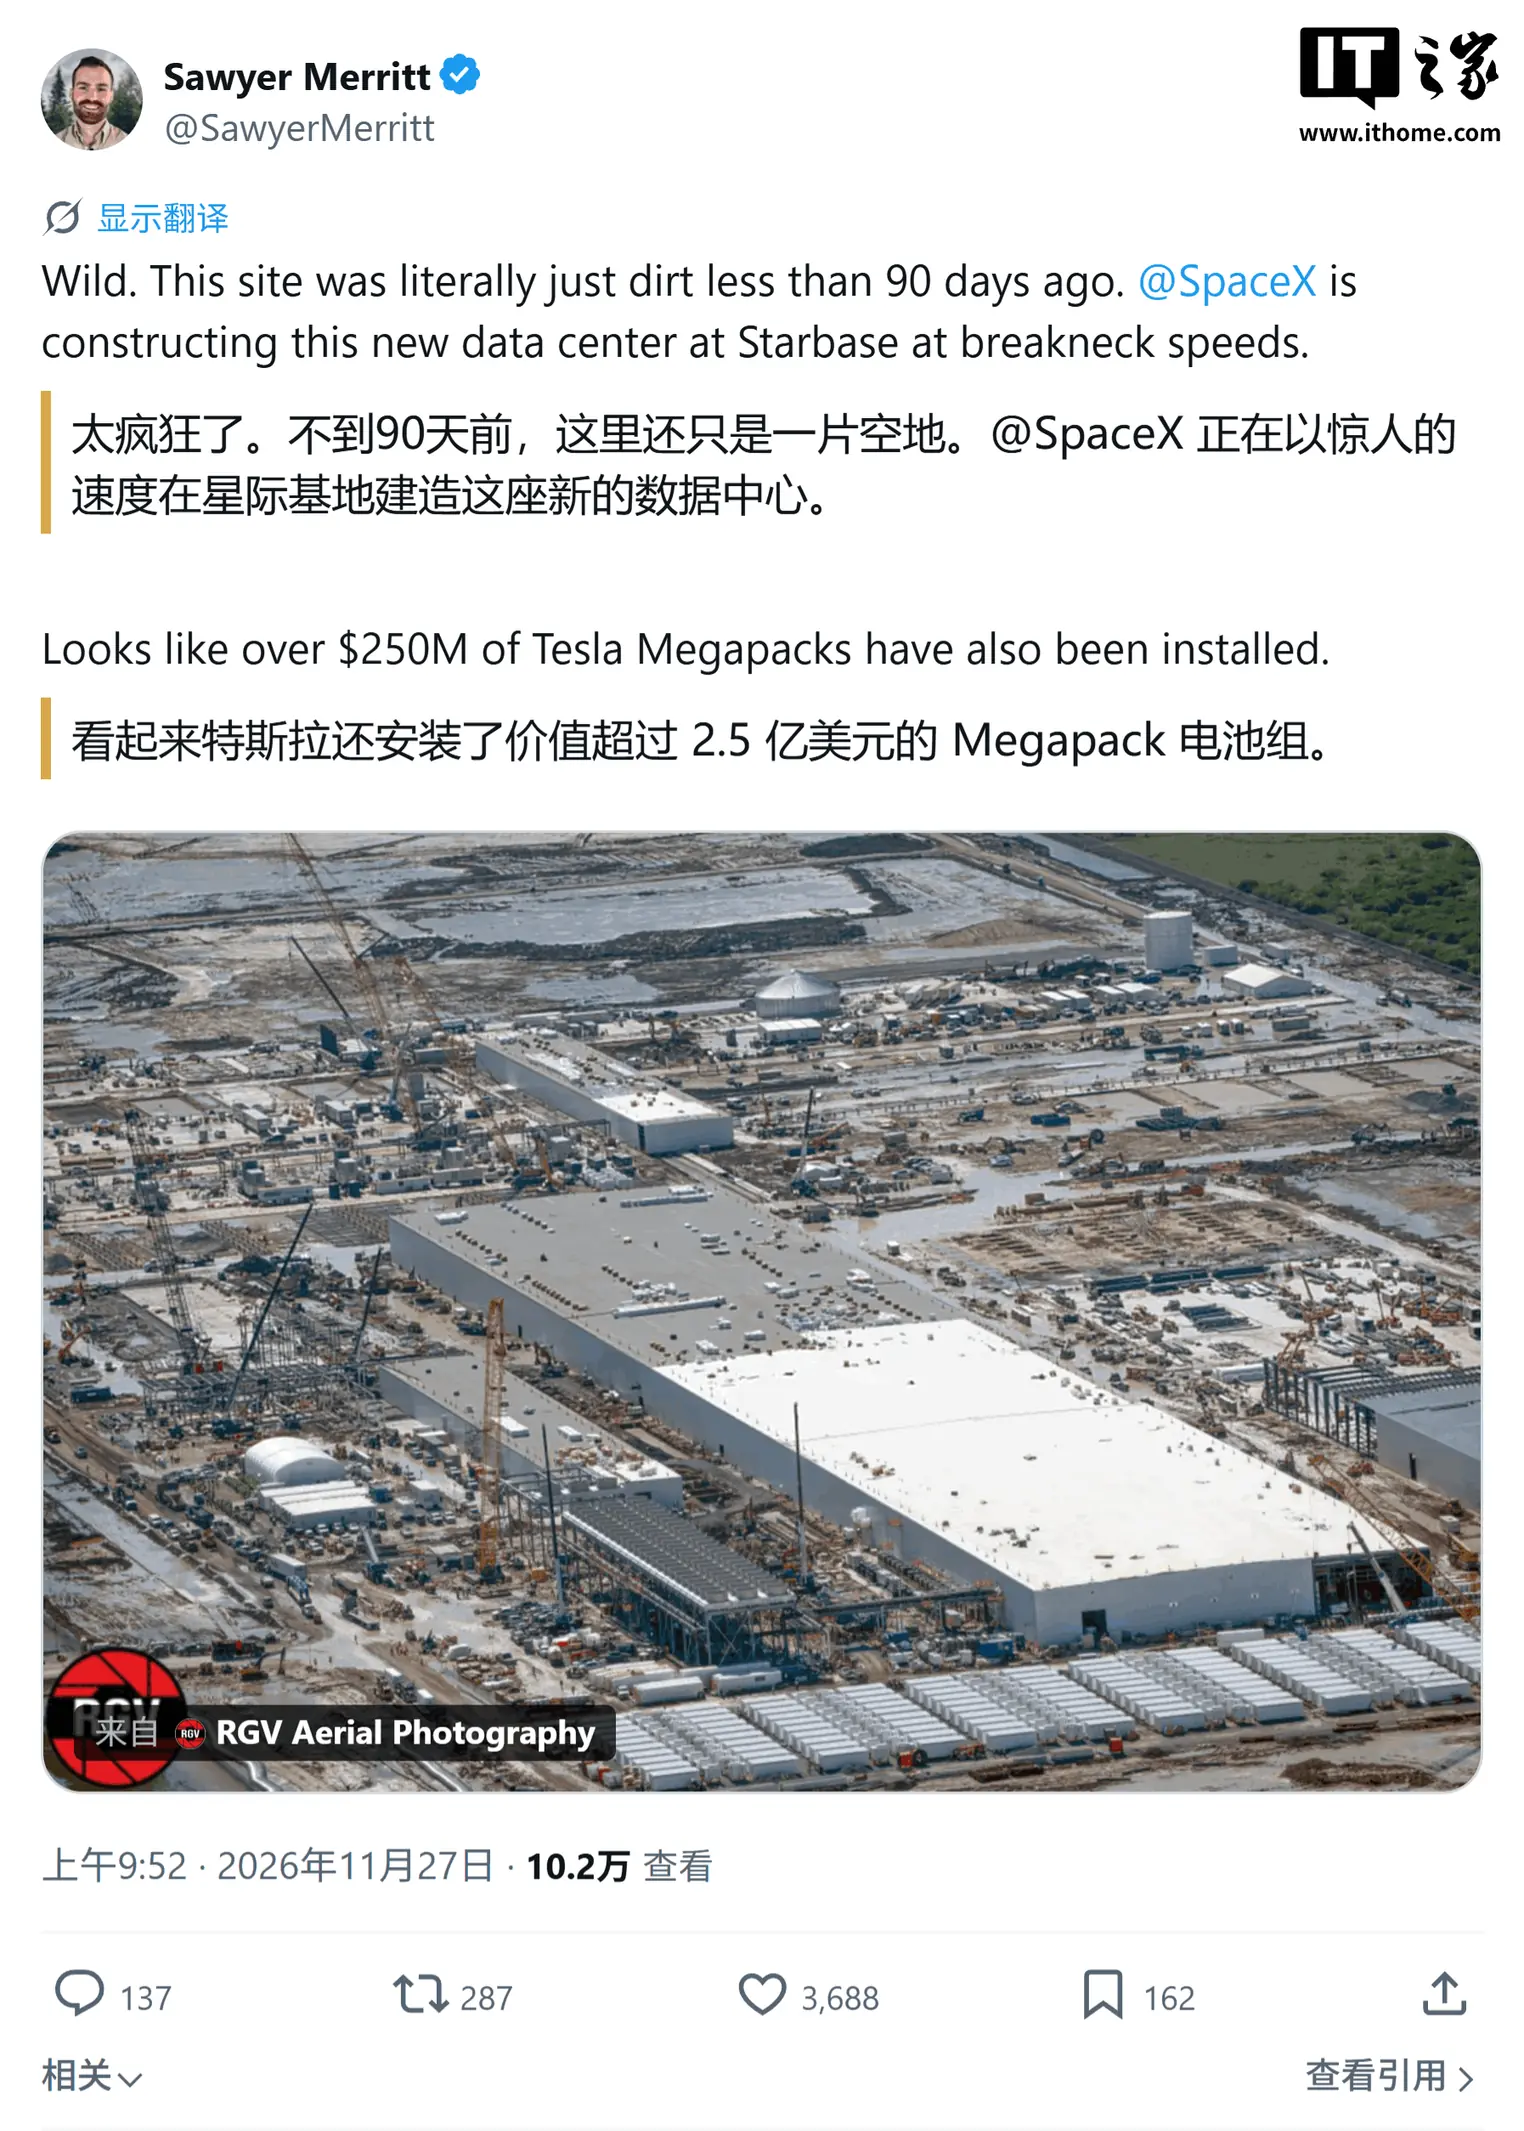 Sawyer Merritt
@SawyerMerritt
IT之家
www.ithome.com
显示翻译
Wild. This site was literally just dirt less than 90 days ago. @SpaceX is
constructing this new data center at Starbase at breakneck speeds.
太疯狂了。不到90天前，这里还只是一片空地。@SpaceX 正在以惊人的
速度在星际基地建造这座新的数据中心。
Looks like over $250M of Tesla Megapacks have also been installed.
看起来特斯拉还安装了价值超过 2.5 亿美元的 Megapack 电池组。
RGV
来自 RGV RGV Aerial Photography
上午9:52 · 2026年11月27日 · 10.2万 查看
137 287 3,688 162
相关 查看引用